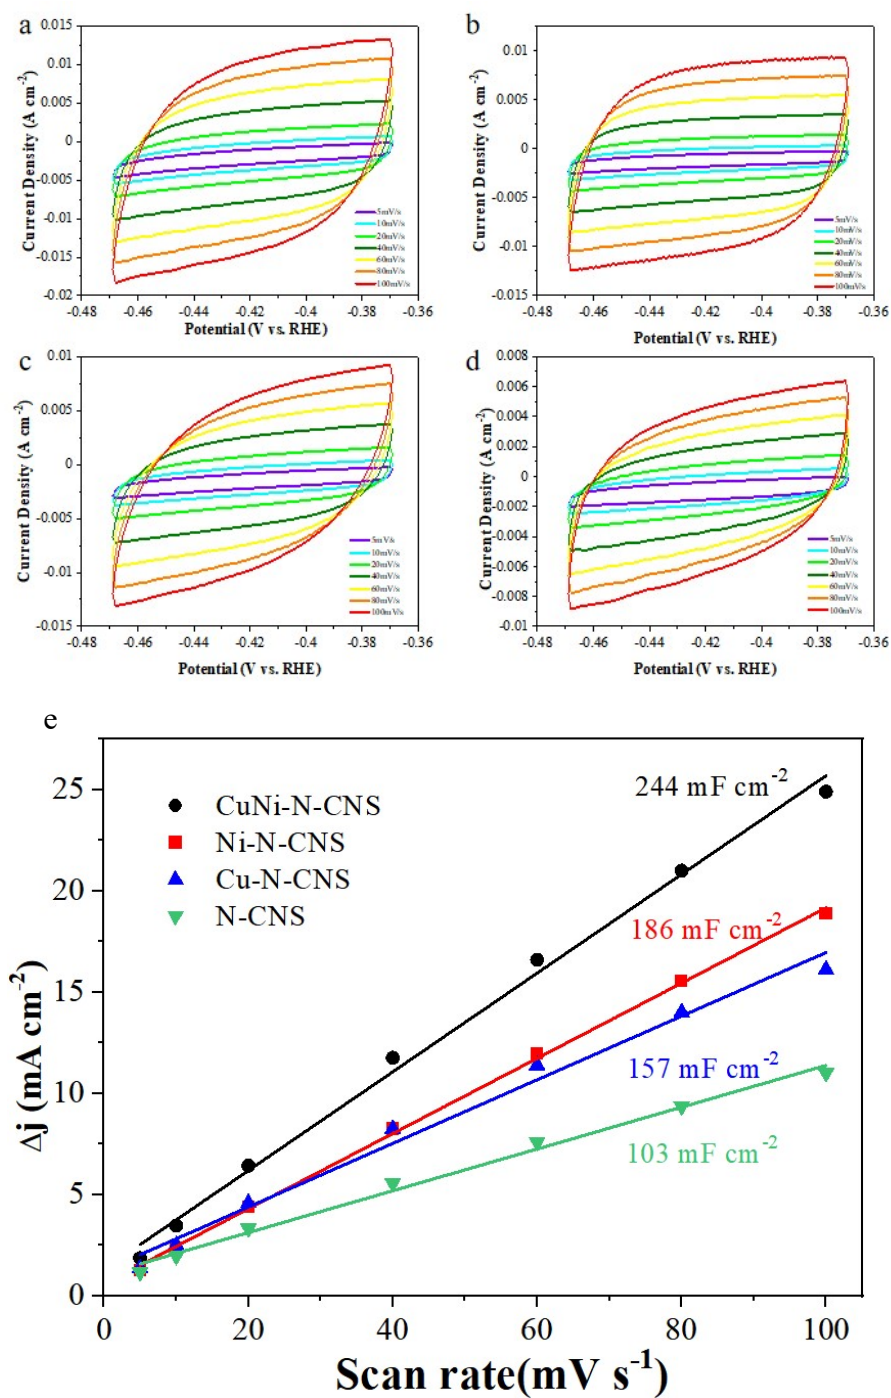 a
0.015
0.01
0.005
0
-0.005
-0.01
-0.015
-0.02
Current Density (A cm-2)
5mV/s
10mV/s
20mV/s
40mV/s
60mV/s
80mV/s
100mV/s
-0.48 -0.46 -0.44 -0.42 -0.4 -0.38 -0.36
Potential (V vs. RHE)
b
0.01
0.005
0
-0.005
-0.01
-0.015
Current Density (A cm-2)
5mV/s
10mV/s
20mV/s
40mV/s
60mV/s
80mV/s
100mV/s
-0.48 -0.46 -0.44 -0.42 -0.4 -0.38 -0.36
Potential (V vs. RHE)
c
0.01
0.005
0
-0.005
-0.01
-0.015
Current Density (A cm-2)
5mV/s
10mV/s
20mV/s
40mV/s
60mV/s
80mV/s
100mV/s
-0.48 -0.46 -0.44 -0.42 -0.4 -0.38 -0.36
Potential (V vs. RHE)
d
0.008
0.006
0.004
0.002
0
-0.002
-0.004
-0.006
-0.008
-0.01
Current Density (A cm-2)
5mV/s
10mV/s
20mV/s
40mV/s
60mV/s
80mV/s
100mV/s
-0.48 -0.46 -0.44 -0.42 -0.4 -0.38 -0.36
Potential (V vs. RHE)
e
25
20
15
10
5
0
Δj (mA cm-2)
CuNi-N-CNS
Ni-N-CNS
Cu-N-CNS
N-CNS
244 mF cm-2
186 mF cm-2
157 mF cm-2
103 mF cm-2
0 20 40 60 80 100
Scan rate(mV s-1)